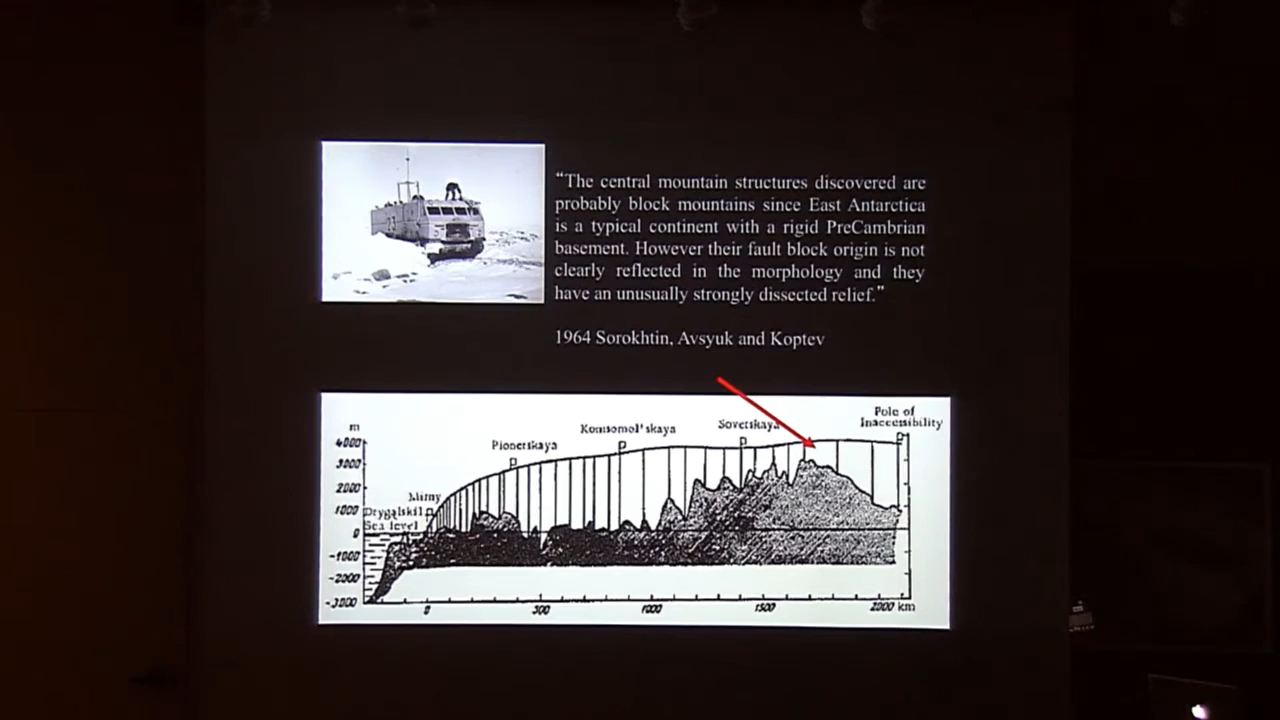 “The central mountain structures discovered are
probably block mountains since East Antarctica
is a typical continent with a rigid PreCambrian
basement. However their fault block origin is not
clearly reflected in the morphology and they
have an unusually strongly dissected relief.”
1964 Sorokhtin, Avsyuk and Koptev
23
Pole of
Inaccessibility
Sovetskaya
Komsomol'skaya
Pionerskaya
m
4000
3000
2000
Mirny
1000
Drygalskii
Sea level
0
-1000
-2000
-3000
0
500
1000
1500
2000 km